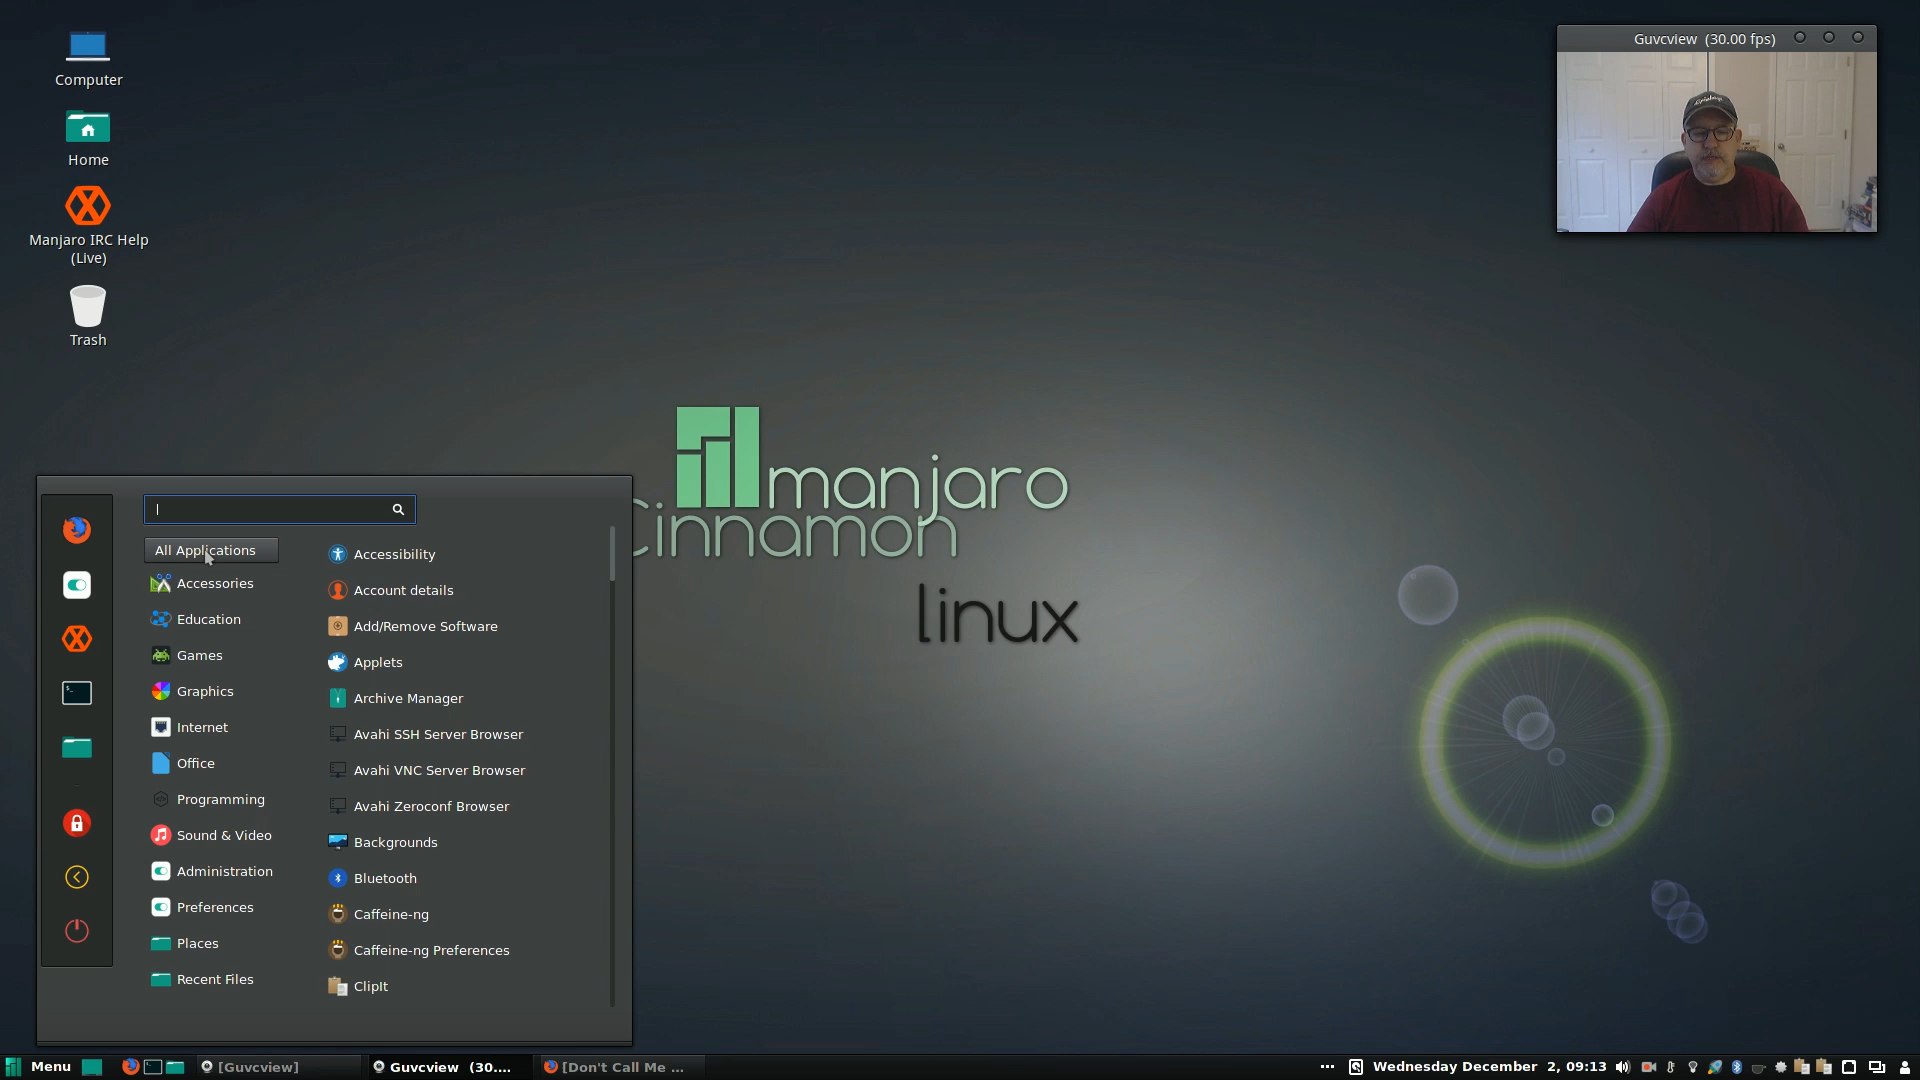 Computer
Home
Manjaro IRC Help
(Live)
Trash
Guvcview (30.00 fps)
Epiphone
manjaro
Cinnamon
linux
All Applications
Accessories
Education
Games
Graphics
Internet
Office
Programming
Sound & Video
Administration
Preferences
Places
Recent Files
Accessibility
Account details
Add/Remove Software
Applets
Archive Manager
Avahi SSH Server Browser
Avahi VNC Server Browser
Avahi Zeroconf Browser
Backgrounds
Bluetooth
Caffeine-ng
Caffeine-ng Preferences
ClipIt
Menu
[Guvcview]
Guvcview (30....
[Don't Call Me ...
Wednesday December 2, 09:13